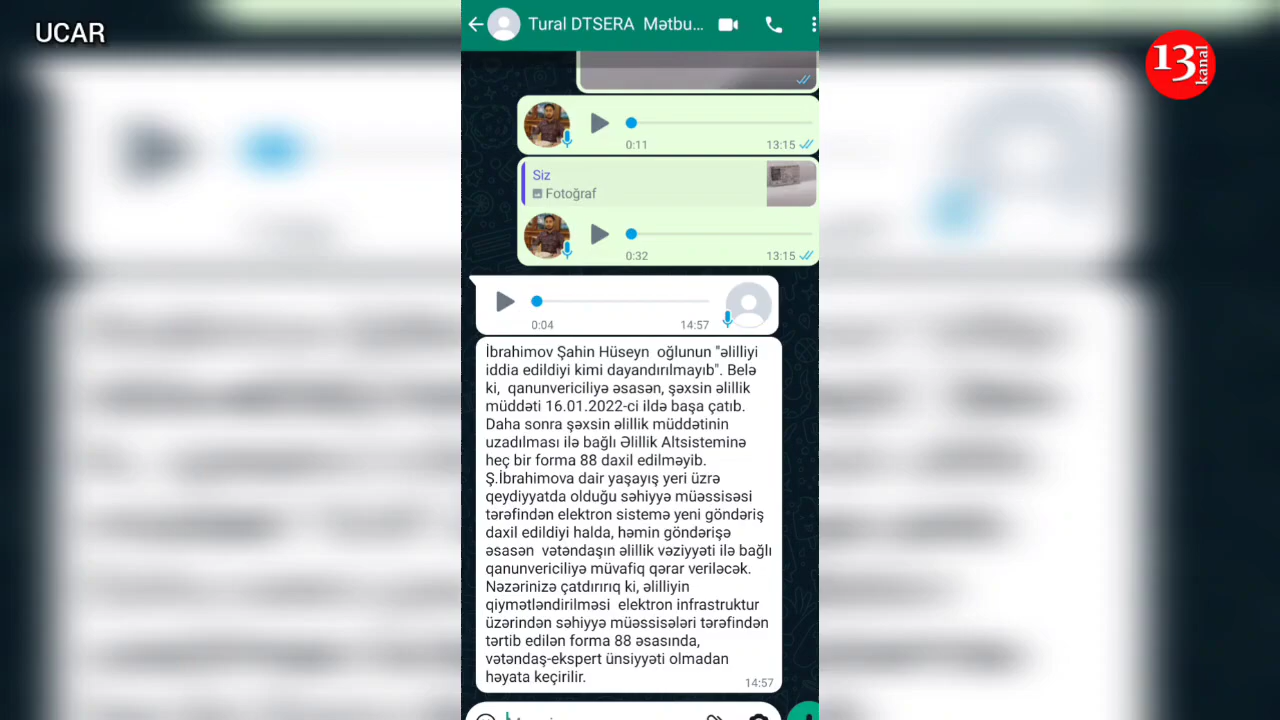 UCAR
Tural DTSERA Mətbu...
13 kanal
0:11 13:15
Siz
Fotoğraf
0:32 13:15
0:04 14:57
İbrahimov Şahin Hüseyn oğlunun "əlilliyi
iddia edildiyi kimi dayandırılmayıb". Belə
ki, qanunvericiliyə əsasən, şəxsin əlillik
müddəti 16.01.2022-ci ildə başa çatıb.
Daha sonra şəxsin əlillik müddətinin
uzadılması ilə bağlı Əlillik Altsisteminə
heç bir forma 88 daxil edilməyib.
Ş.İbrahimova dair yaşayış yeri üzrə
qeydiyyatda olduğu səhiyyə müəssisəsi
tərəfindən elektron sistemə yeni göndəriş
daxil edildiyi halda, həmin göndərişə
əsasən vətəndaşın əlillik vəziyyəti ilə bağlı
qanunvericiliyə müvafiq qərar veriləcək.
Nəzərinizə çatdırırıq ki, əlilliyin
qiymətləndirilməsi elektron infrastruktur
üzərindən səhiyyə müəssisələri tərəfindən
tərtib edilən forma 88 əsasında,
vətəndaş-ekspert ünsiyyəti olmadan
həyata keçirilir.
14:57